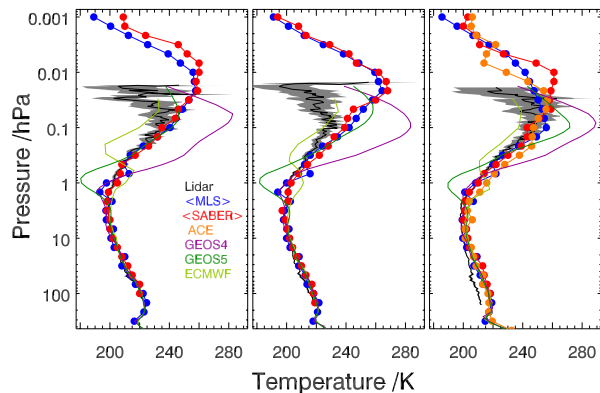 0.001
0.01
0.1
1
10
100
Pressure /hPa
Lidar
<MLS>
<SABER>
ACE
GEOS4
GEOS5
ECMWF
200 240 280 200 240 280 200 240 280
Temperature /K